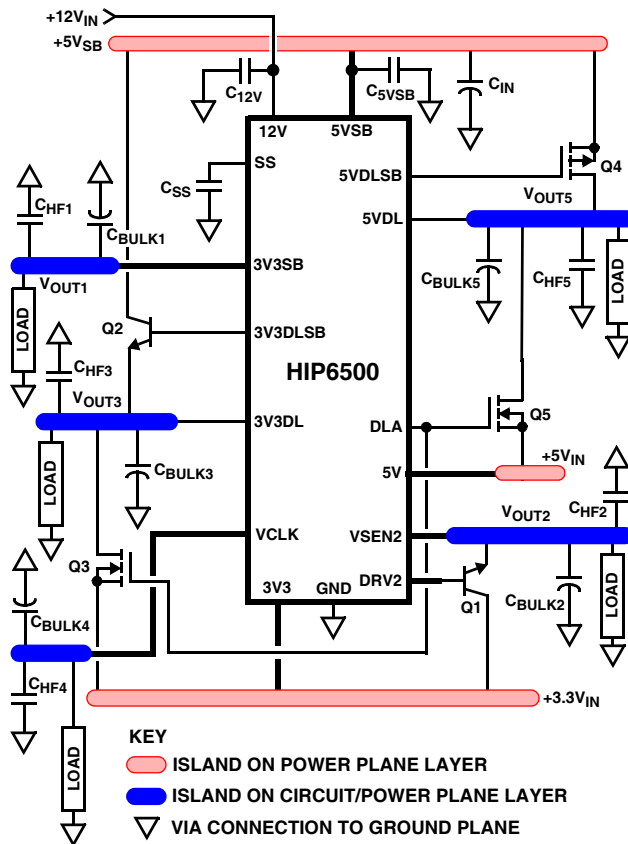 +12VIN
+5VSB
C12V
C5VSB
CIN
12V
5VSB
SS
CSS
5VDLSB
Q4
CHF1
CBULK1
VOUT5
5VDL
3V3SB
VOUT1
CBULK5
CHF5
LOAD
LOAD
Q2
3V3DLSB
CHF3
HIP6500
VOUT3
3V3DL
DLA
Q5
+5VIN
5V
LOAD
CBULK3
CHF2
VCLK
VSEN2
VOUT2
Q3
3V3
GND
DRV2
Q1
CBULK2
LOAD
CBULK4
CHF4
+3.3VIN
LOAD
KEY
ISLAND ON POWER PLANE LAYER
ISLAND ON CIRCUIT/POWER PLANE LAYER
VIA CONNECTION TO GROUND PLANE